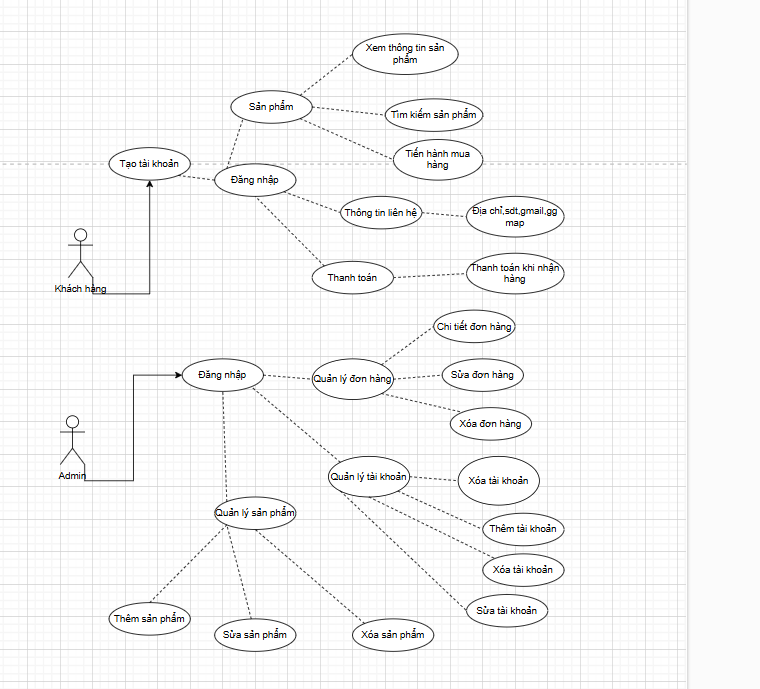 Xem thông tin sản
phẩm
Sản phẩm
Tìm kiếm sản phẩm
Tiến hành mua
hàng
Tạo tài khoản
Đăng nhập
Thông tin liên hệ
Địa chỉ,sdt,gmail,gg
map
Thanh toán
Thanh toán khi nhận
hàng
Khách hàng
Chi tiết đơn hàng
Đăng nhập
Quản lý đơn hàng
Sửa đơn hàng
Xóa đơn hàng
Admin
Quản lý tài khoản
Xóa tài khoản
Quản lý sản phẩm
Thêm tài khoản
Xóa tài khoản
Sửa tài khoản
Thêm sản phẩm
Sửa sản phẩm
Xóa sản phẩm